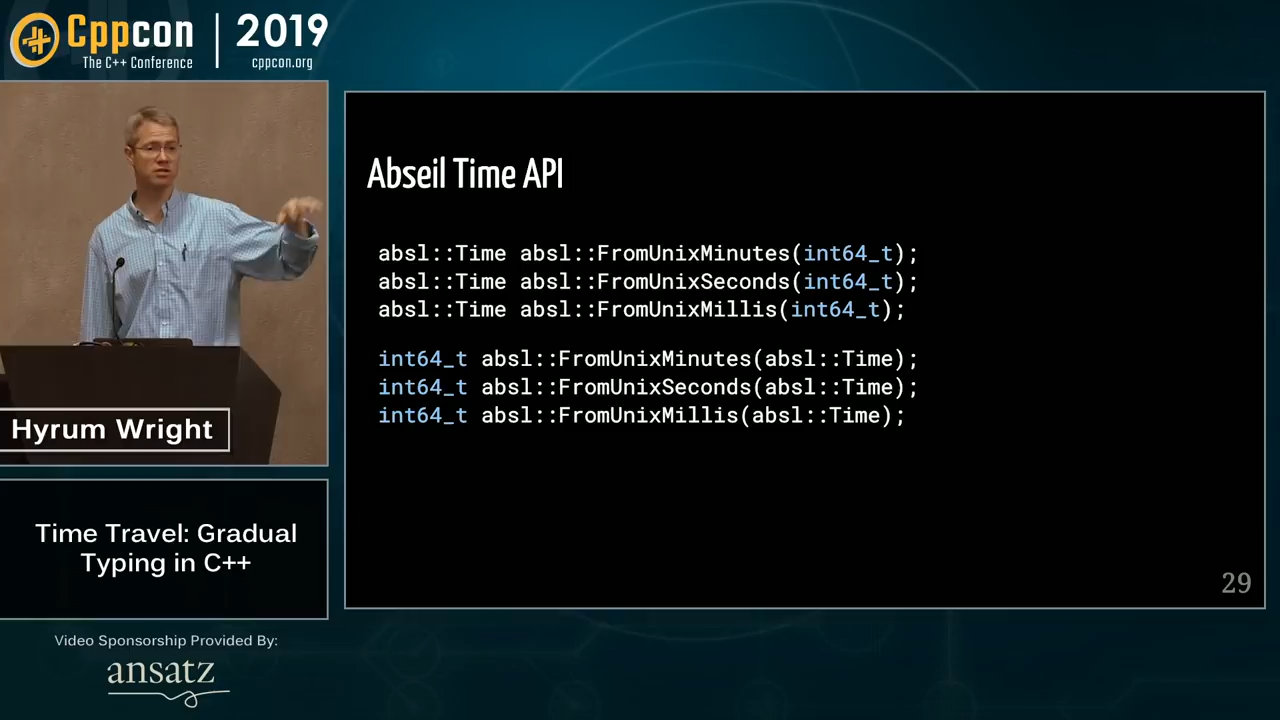 Cppcon | 2019
The C++ Conference cppcon.org
Abseil Time API
absl::Time absl::FromUnixMinutes(int64_t);
absl::Time absl::FromUnixSeconds(int64_t);
absl::Time absl::FromUnixMillis(int64_t);
int64_t absl::FromUnixMinutes(absl::Time);
int64_t absl::FromUnixSeconds(absl::Time);
int64_t absl::FromUnixMillis(absl::Time);
29
Hyrum Wright
Time Travel: Gradual
Typing in C++
Video Sponsorship Provided By:
ansatz